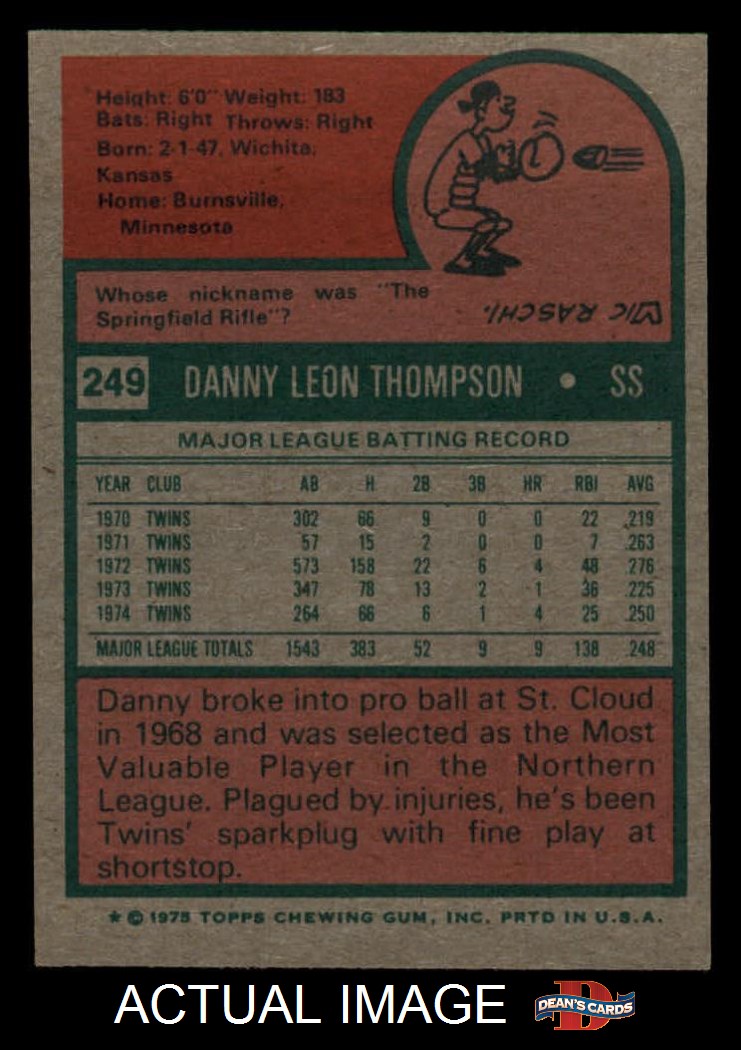 Height: 6'0" Weight: 183
Bats: Right Throws: Right
Born: 2-1-47, Wichita,
Kansas
Home: Burnsville,
Minnesota
Whose nickname was "The
Springfield Rifle"?
VIC RASCHI.
249 DANNY LEON THOMPSON • SS
MAJOR LEAGUE BATTING RECORD
YEAR CLUB AB H 2B 3B HR RBI AVG
1970 TWINS 302 66 9 0 0 22 .219
1971 TWINS 57 15 2 0 0 7 .263
1972 TWINS 573 158 22 6 4 48 .276
1973 TWINS 347 78 13 2 1 36 .225
1974 TWINS 264 66 6 1 4 25 .250
MAJOR LEAGUE TOTALS 1543 383 52 9 9 138 .248
Danny broke into pro ball at St. Cloud
in 1968 and was selected as the Most
Valuable Player in the Northern
League. Plagued by injuries, he's been
Twins' sparkplug with fine play at
shortstop.
* © 1975 TOPPS CHEWING GUM, INC. PRTD IN U.S.A.
ACTUAL IMAGE
D
DEAN'S CARDS